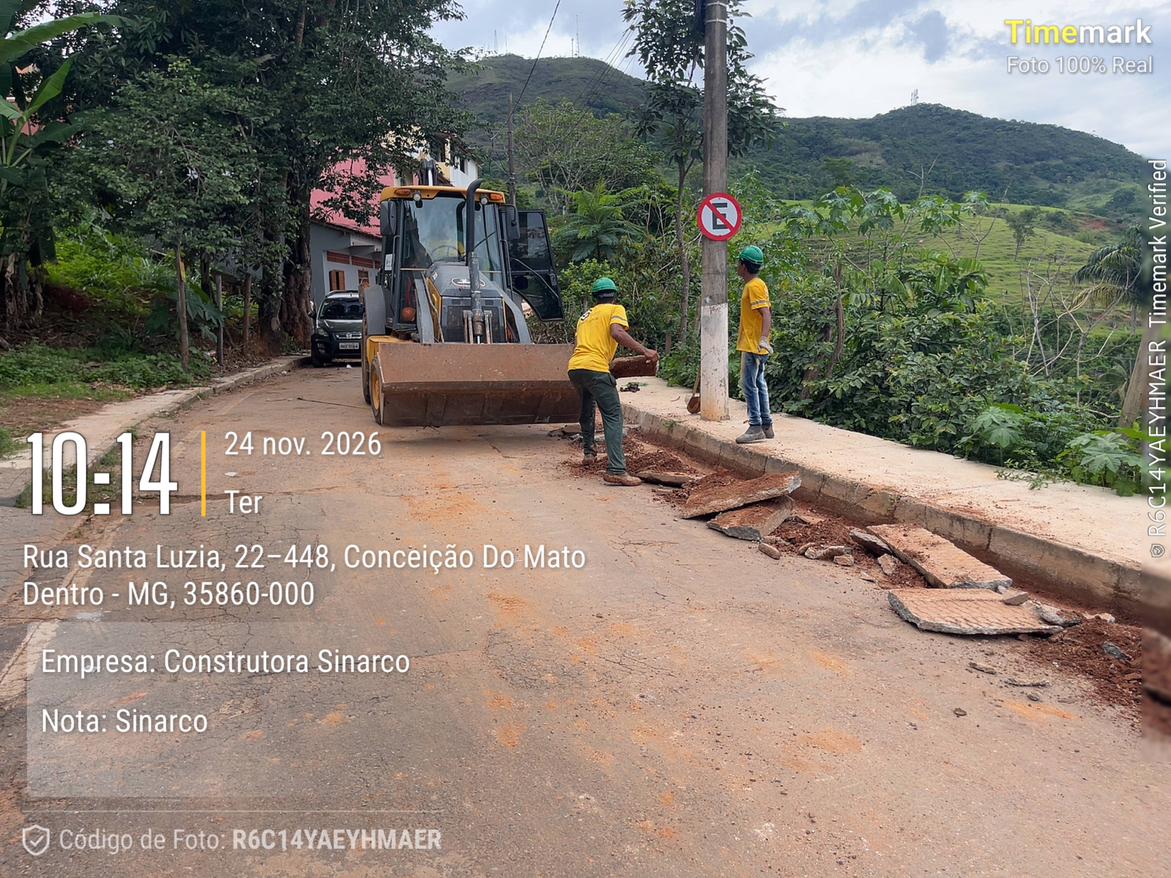 Timemark
Foto 100% Real
E
10:14
24 nov. 2026
Ter
Rua Santa Luzia, 22–448, Conceição Do Mato
Dentro - MG, 35860-000
Empresa: Construtora Sinarco
Nota: Sinarco
Código de Foto: R6C14YAEYHMAER
R6C14YAEYHMAER Timemark Verified